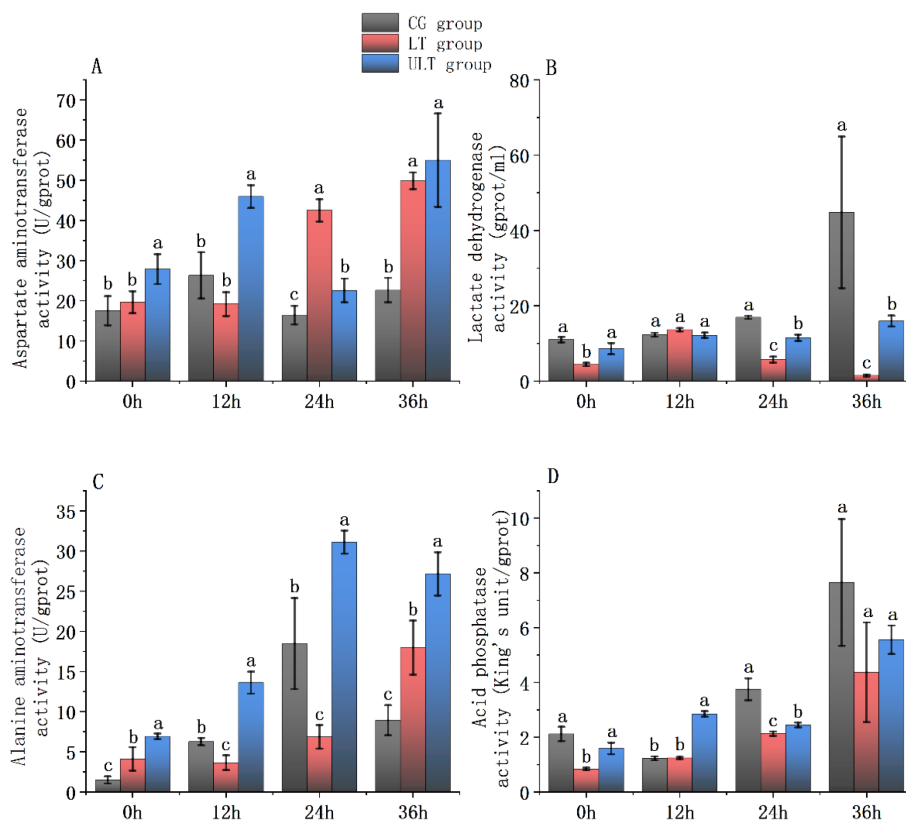 CG group
LT group
ULT group
A
Aspartate aminotransferase
activity (U/gprot)
70
60
50
40
30
20
10
0
b
b
a
b
b
a
c
a
b
b
a
a
0h
12h
24h
36h
B
Lactate dehydrogenase
activity (gprot/ml)
80
60
40
20
0
a
b
a
a
a
a
a
c
b
a
c
b
0h
12h
24h
36h
C
Alanine aminotransferase
activity (U/gprot)
35
30
25
20
15
10
5
0
c
b
a
b
c
a
b
c
a
c
b
a
0h
12h
24h
36h
D
Acid phosphatase
activity (King's unit/gprot)
10
8
6
4
2
0
a
b
a
b
b
a
a
c
b
a
a
a
0h
12h
24h
36h